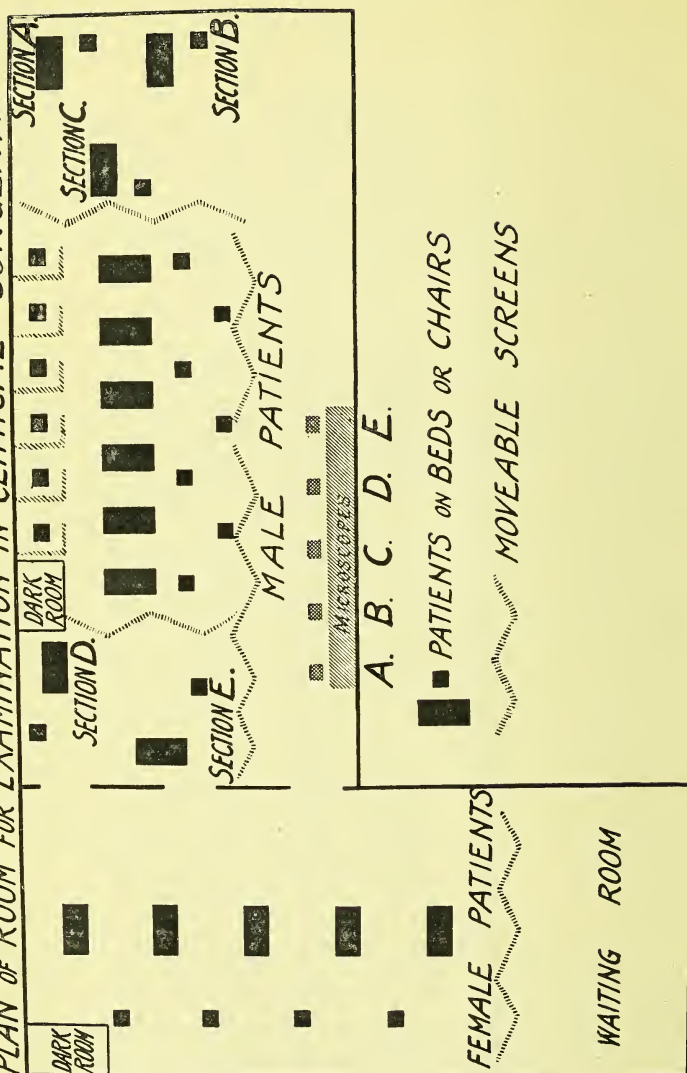 PLAN OF ROOM FOR EXAMINATION IN CLINICAL
SECTION A.
SECTION B.
SECTION C.
DARK
ROOM
SECTION D.
SECTION E.
MALE PATIENTS
MICROSCOPES
A. B. C. D. E.
PATIENTS ON BEDS OR CHAIRS
MOVEABLE SCREENS
DARK
ROOM
FEMALE PATIENTS
WAITING ROOM